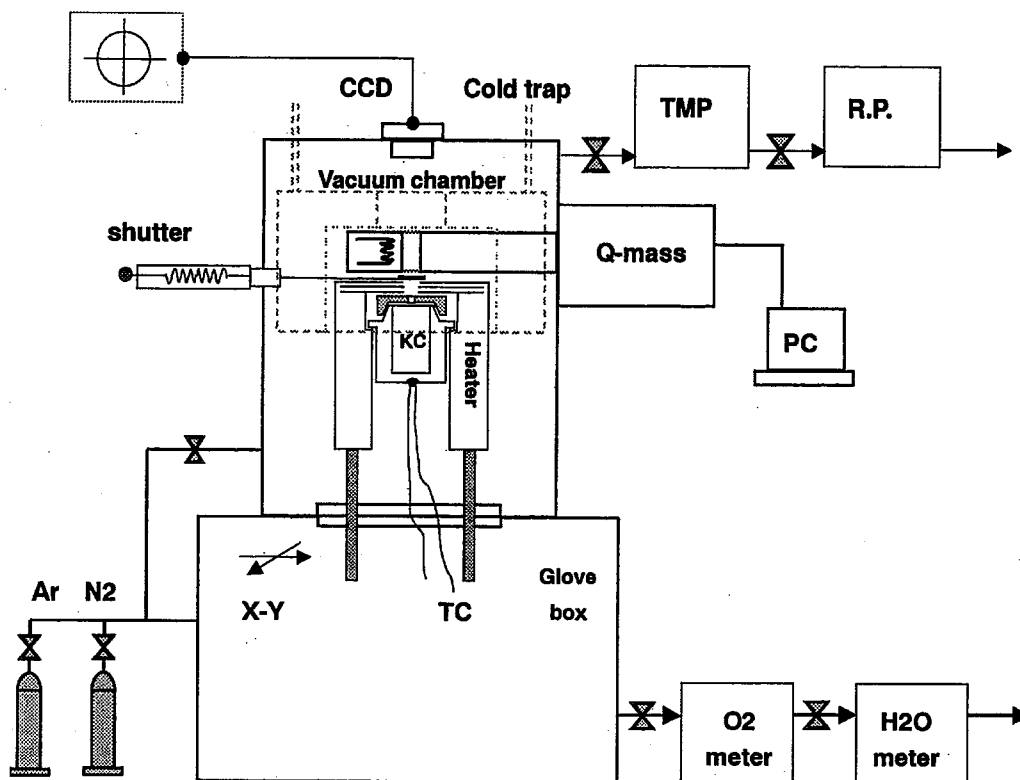 CCD
Cold trap
TMP
R.P.
Vacuum chamber
shutter
Q-mass
KC
Heater
PC
Ar
N2
X-Y
TC
Glove
box
O2
meter
H2O
meter